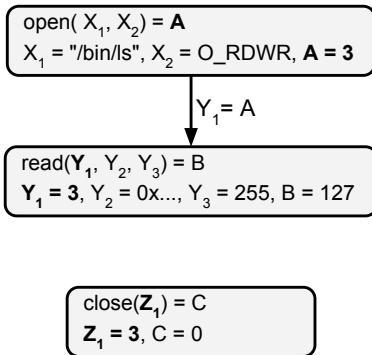 open( X₁, X₂) = A
X₁ = "/bin/ls", X₂ = O_RDWR, A = 3
Y₁= A
read(Y₁, Y₂, Y₃) = B
Y₁ = 3, Y₂ = 0x..., Y₃ = 255, B = 127
close(Z₁) = C
Z₁ = 3, C = 0